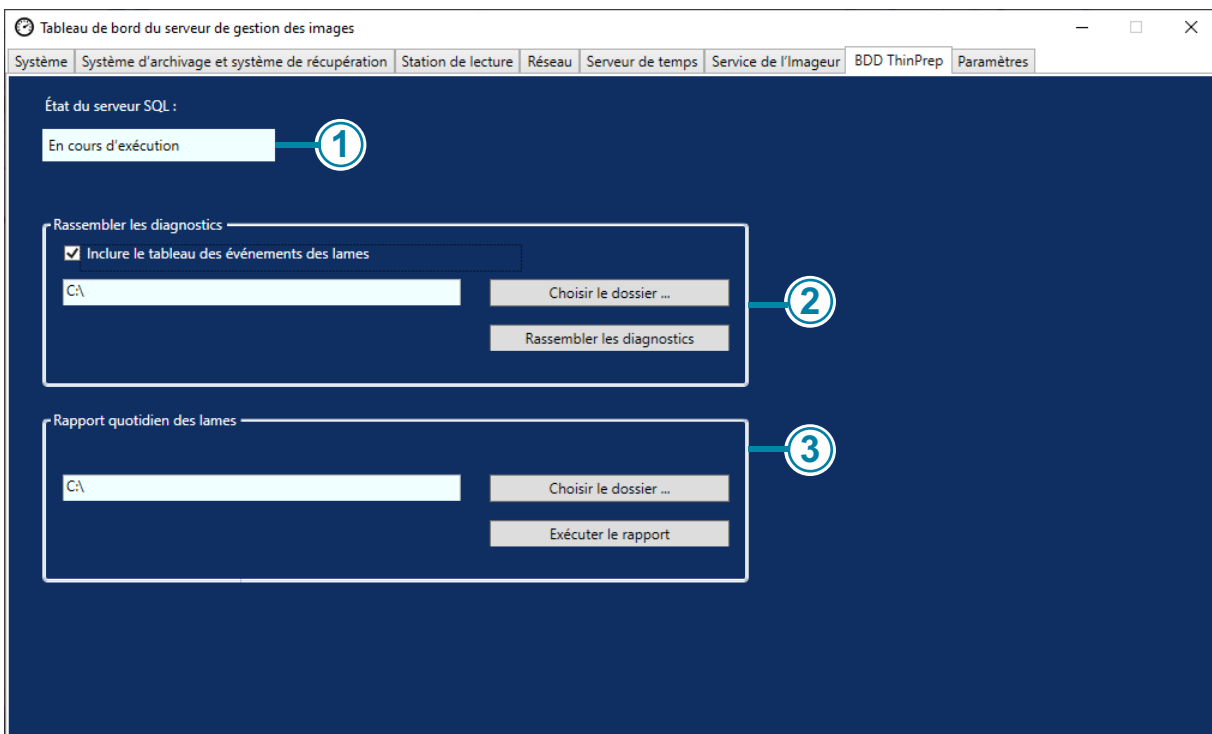 Tableau de bord du serveur de gestion des images
Système Système d'archivage et système de récupération Station de lecture Réseau Serveur de temps Service de l'Imageur BDD ThinPrep Paramètres
État du serveur SQL :
En cours d'exécution
1
Rassembler les diagnostics
Inclure le tableau des événements des lames
C:\ Choisir le dossier ...
2
Rassembler les diagnostics
Rapport quotidien des lames
3
C:\ Choisir le dossier ...
Exécuter le rapport